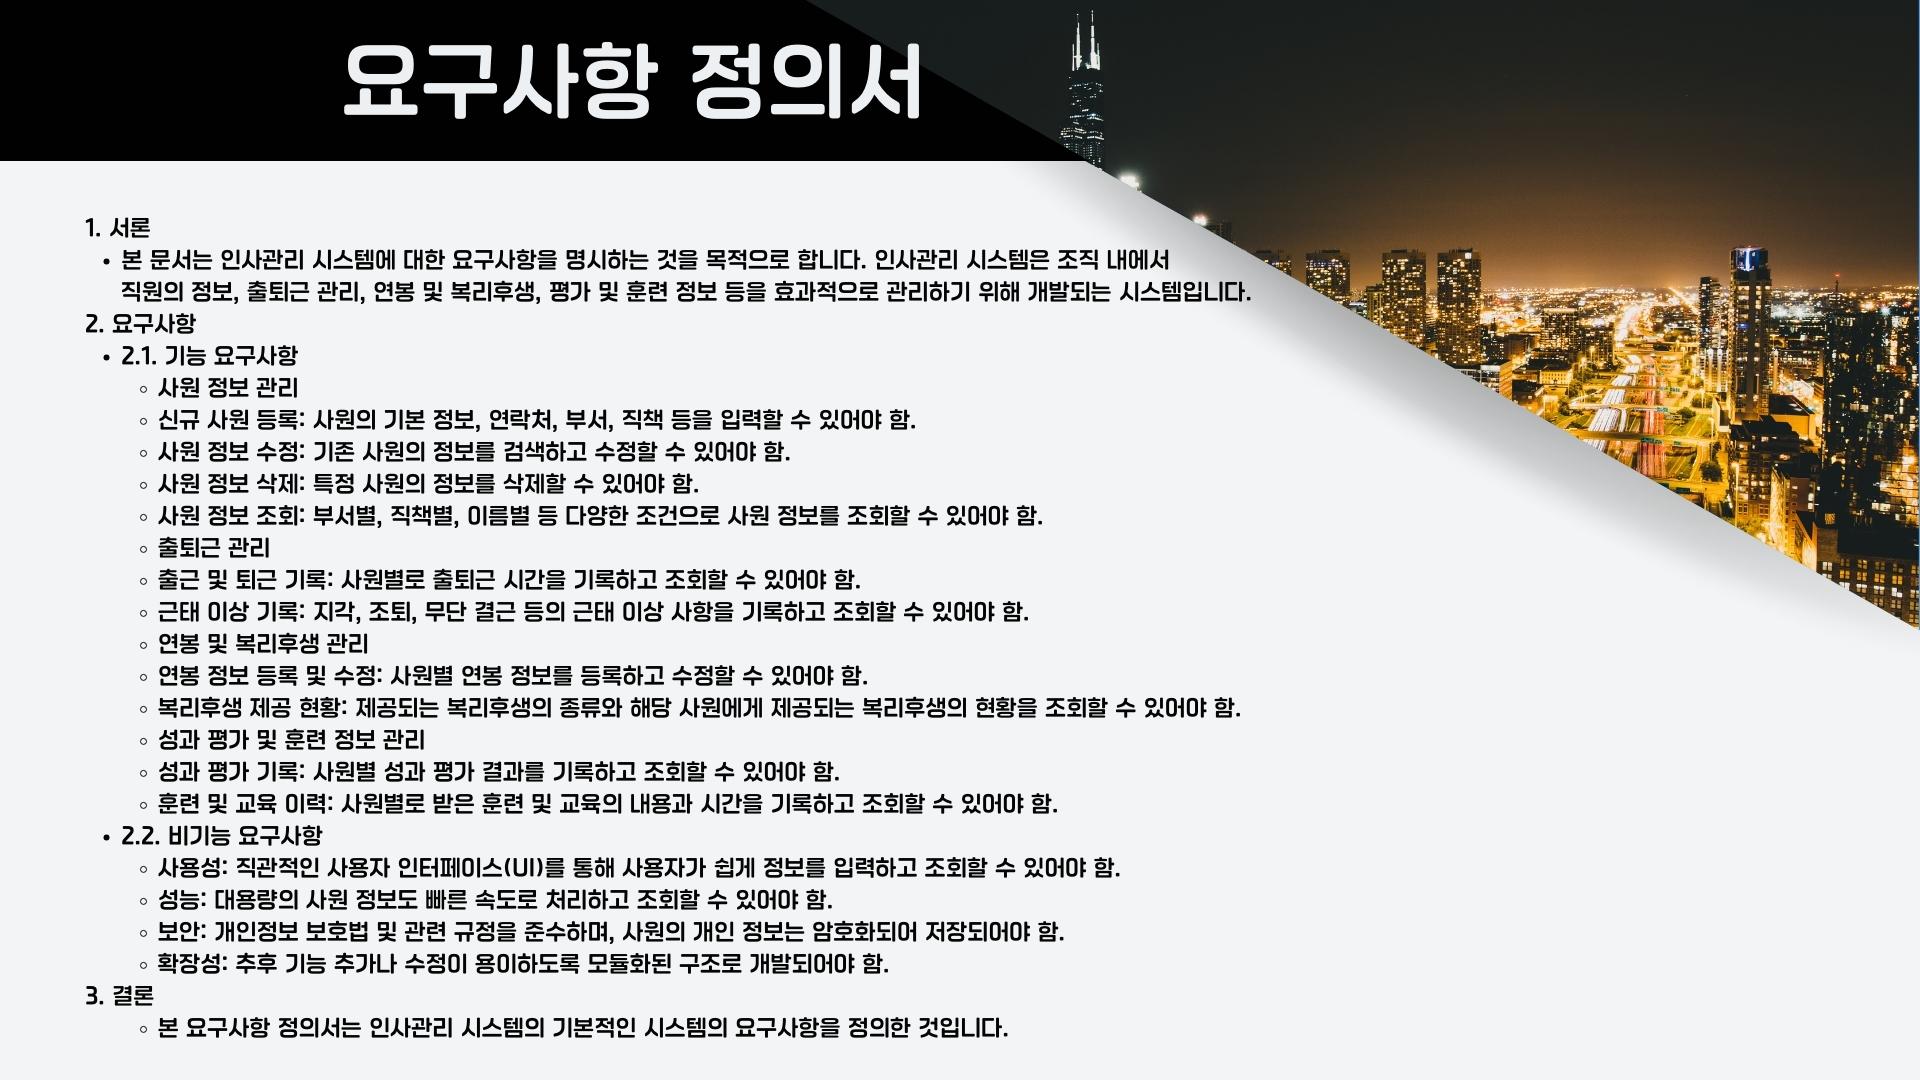 요구사항 정의서
1. 서론
• 본 문서는 인사관리 시스템에 대한 요구사항을 명시하는 것을 목적으로 합니다. 인사관리 시스템은 조직 내에서
직원의 정보, 출퇴근 관리, 연봉 및 복리후생, 평가 및 훈련 정보 등을 효과적으로 관리하기 위해 개발되는 시스템입니다.
2. 요구사항
• 2.1. 기능 요구사항
◦ 사원 정보 관리
◦ 신규 사원 등록: 사원의 기본 정보, 연락처, 부서, 직책 등을 입력할 수 있어야 함.
◦ 사원 정보 수정: 기존 사원의 정보를 검색하고 수정할 수 있어야 함.
◦ 사원 정보 삭제: 특정 사원의 정보를 삭제할 수 있어야 함.
◦ 사원 정보 조회: 부서별, 직책별, 이름별 등 다양한 조건으로 사원 정보를 조회할 수 있어야 함.
◦ 출퇴근 관리
◦ 출근 및 퇴근 기록: 사원별로 출퇴근 시간을 기록하고 조회할 수 있어야 함.
◦ 근태 이상 기록: 지각, 조퇴, 무단 결근 등의 근태 이상 사항을 기록하고 조회할 수 있어야 함.
◦ 연봉 및 복리후생 관리
◦ 연봉 정보 등록 및 수정: 사원별 연봉 정보를 등록하고 수정할 수 있어야 함.
◦ 복리후생 제공 현황: 제공되는 복리후생의 종류와 해당 사원에게 제공되는 복리후생의 현황을 조회할 수 있어야 함.
◦ 성과 평가 및 훈련 정보 관리
◦ 성과 평가 기록: 사원별 성과 평가 결과를 기록하고 조회할 수 있어야 함.
◦ 훈련 및 교육 이력: 사원별로 받은 훈련 및 교육의 내용과 시간을 기록하고 조회할 수 있어야 함.
• 2.2. 비기능 요구사항
◦ 사용성: 직관적인 사용자 인터페이스(UI)를 통해 사용자가 쉽게 정보를 입력하고 조회할 수 있어야 함.
◦ 성능: 대용량의 사원 정보도 빠른 속도로 처리하고 조회할 수 있어야 함.
◦ 보안: 개인정보 보호법 및 관련 규정을 준수하며, 사원의 개인 정보는 암호화되어 저장되어야 함.
◦ 확장성: 추후 기능 추가나 수정이 용이하도록 모듈화된 구조로 개발되어야 함.
3. 결론
◦ 본 요구사항 정의서는 인사관리 시스템의 기본적인 시스템의 요구사항을 정의한 것입니다.